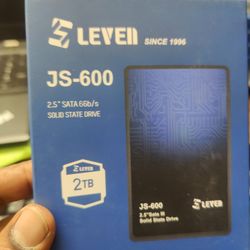 LEVEN SINCE 1996
JS-600
2.5" SATA 6Gb/s
SOLID STATE DRIVE
LEVEN
2TB
LEVEN
JS-600
2.5"Sata III
Solid State Drive